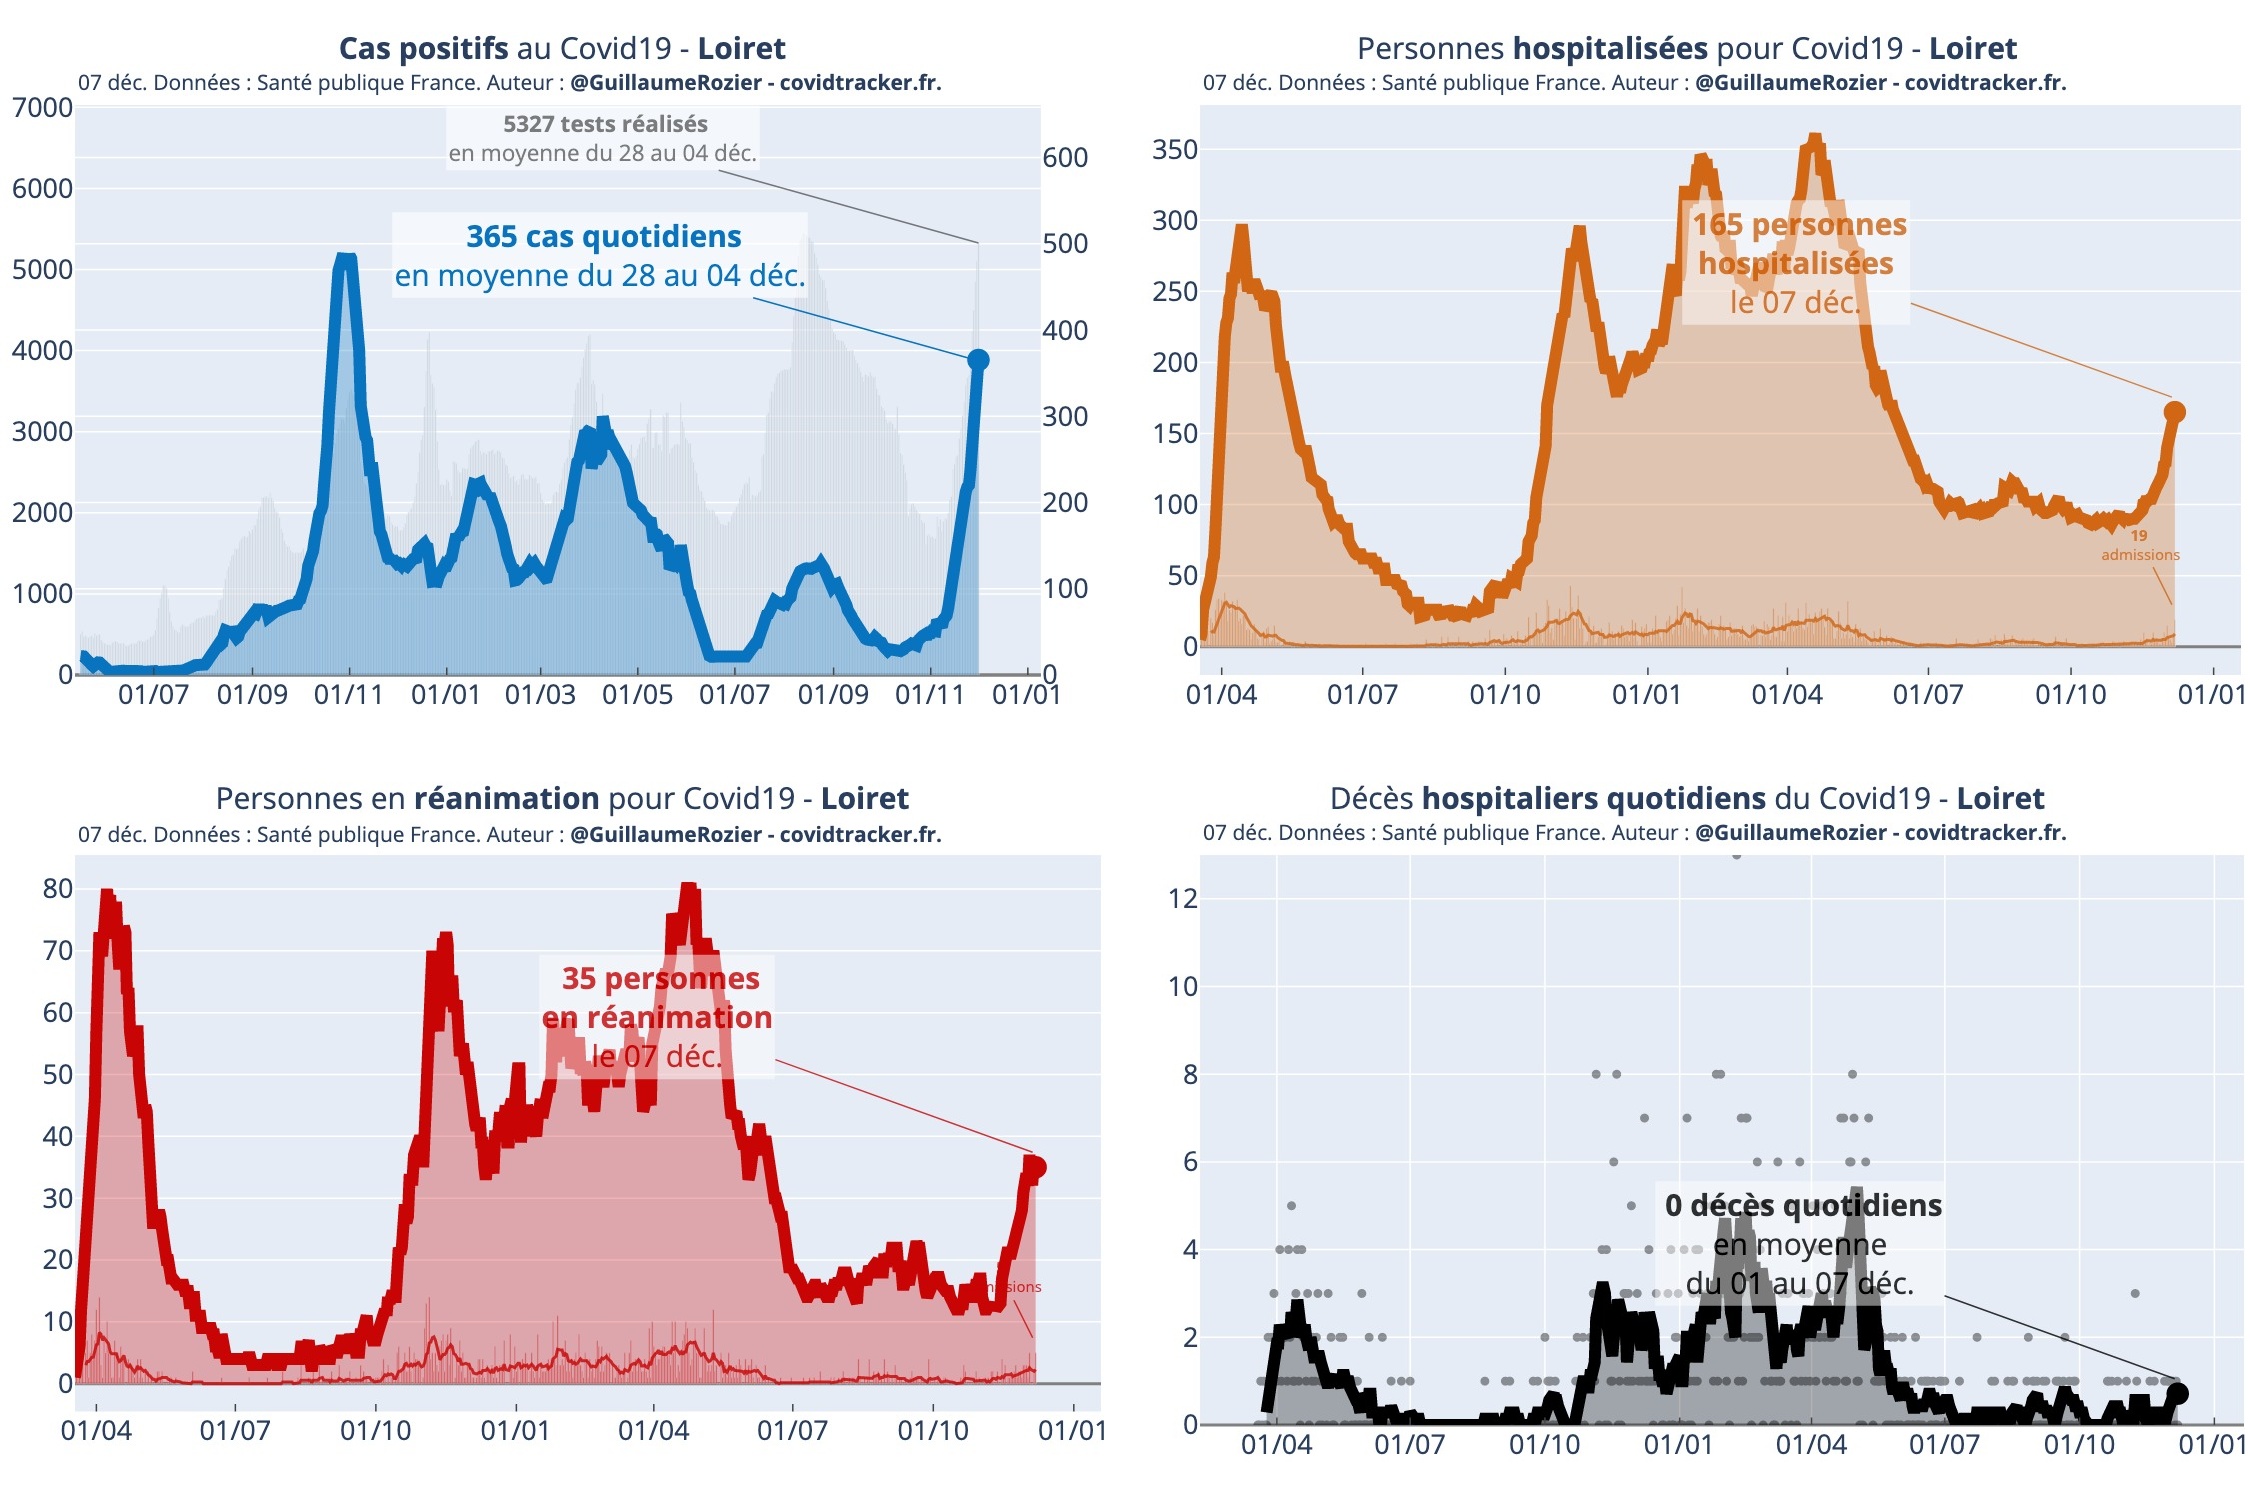 Cas positifs au Covid19 - Loiret
07 déc. Données : Santé publique France. Auteur : @GuillaumeRozier - covidtracker.fr.
5327 tests réalisés
en moyenne du 28 au 04 déc.
365 cas quotidiens
en moyenne du 28 au 04 déc.
7000
6000
5000
4000
3000
2000
1000
0
600
500
400
300
200
100
0
01/07 01/09 01/11 01/01 01/03 01/05 01/07 01/09 01/11 01/01
Personnes hospitalisées pour Covid19 - Loiret
07 déc. Données : Santé publique France. Auteur : @GuillaumeRozier - covidtracker.fr.
165 personnes
hospitalisées
le 07 déc.
19
admissions
350
300
250
200
150
100
50
0
01/04 01/07 01/10 01/01 01/04 01/07 01/10 01/01
Personnes en réanimation pour Covid19 - Loiret
07 déc. Données : Santé publique France. Auteur : @GuillaumeRozier - covidtracker.fr.
35 personnes
en réanimation
le 07 déc.
80
70
60
50
40
30
20
10
0
01/04 01/07 01/10 01/01 01/04 01/07 01/10 01/01
Décès hospitaliers quotidiens du Covid19 - Loiret
07 déc. Données : Santé publique France. Auteur : @GuillaumeRozier - covidtracker.fr.
0 décès quotidiens
en moyenne
du 01 au 07 déc.
12
10
8
6
4
2
0
01/04 01/07 01/10 01/01 01/04 01/07 01/10 01/01